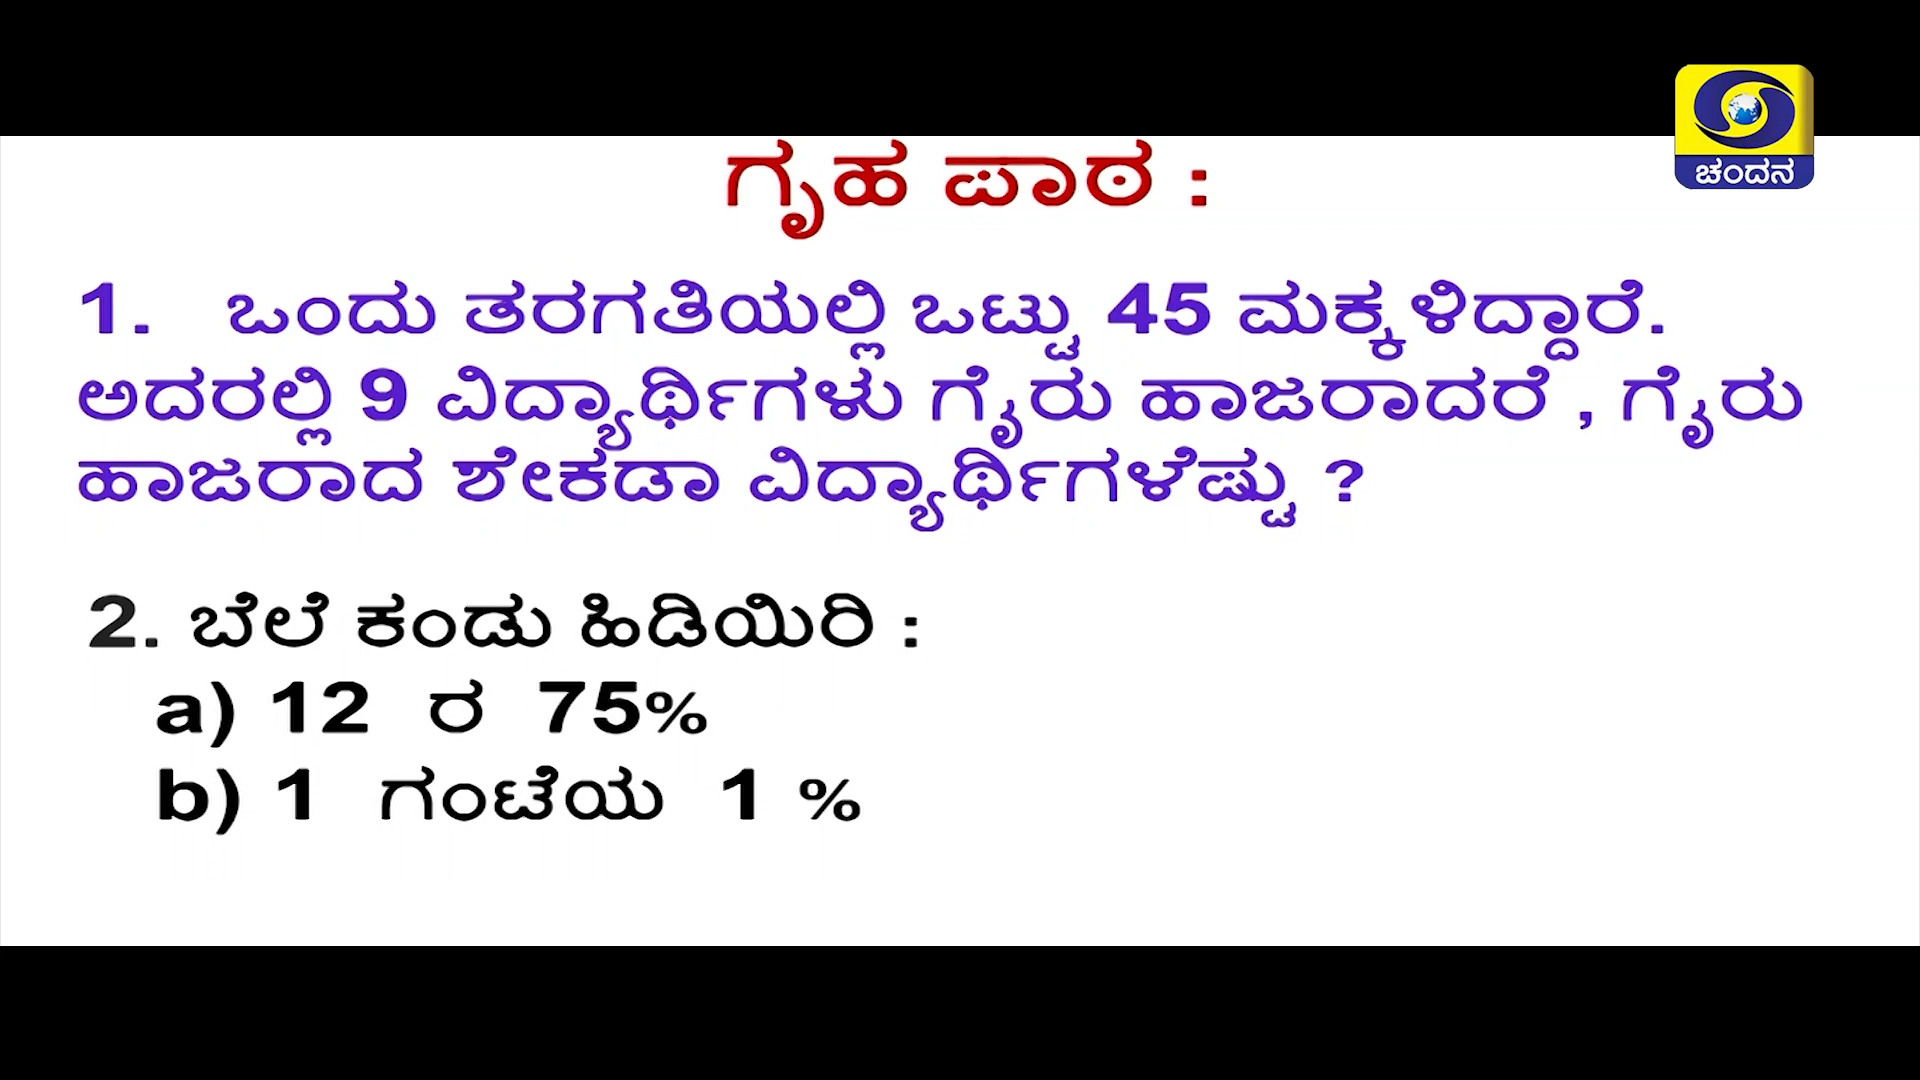 ಚಂದನ
ಗೃಹ ಪಾಠ :
1. ಒಂದು ತರಗತಿಯಲ್ಲಿ ಒಟ್ಟು 45 ಮಕ್ಕಳಿದ್ದಾರೆ.
ಅದರಲ್ಲಿ 9 ವಿದ್ಯಾರ್ಥಿಗಳು ಗೈರು ಹಾಜರಾದರೆ , ಗೈರು
ಹಾಜರಾದ ಶೇಕಡಾ ವಿದ್ಯಾರ್ಥಿಗಳೆಷ್ಟು ?
2. ಬೆಲೆ ಕಂಡು ಹಿಡಿಯಿರಿ :
a) 12 ರ 75%
b) 1 ಗಂಟೆಯ 1 %